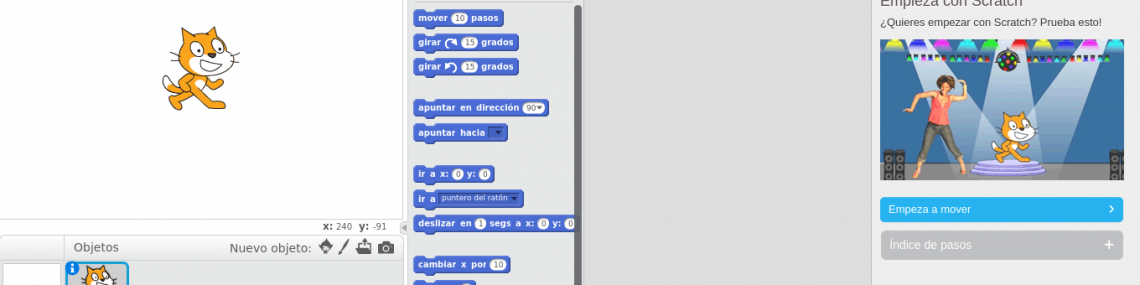 mover 10 pasos
girar 15 grados
girar 15 grados
apuntar en dirección 90
apuntar hacia
ir a x: 0 y: 0
ir a puntero del ratón
deslizar en 1 segs a x: 0 y: 0
cambiar x por 10
x: 240 y: -91
Objetos Nuevo objeto:
Empieza con Scratch
¿Quieres empezar con Scratch? Prueba esto!
Empeza a mover
Índice de pasos